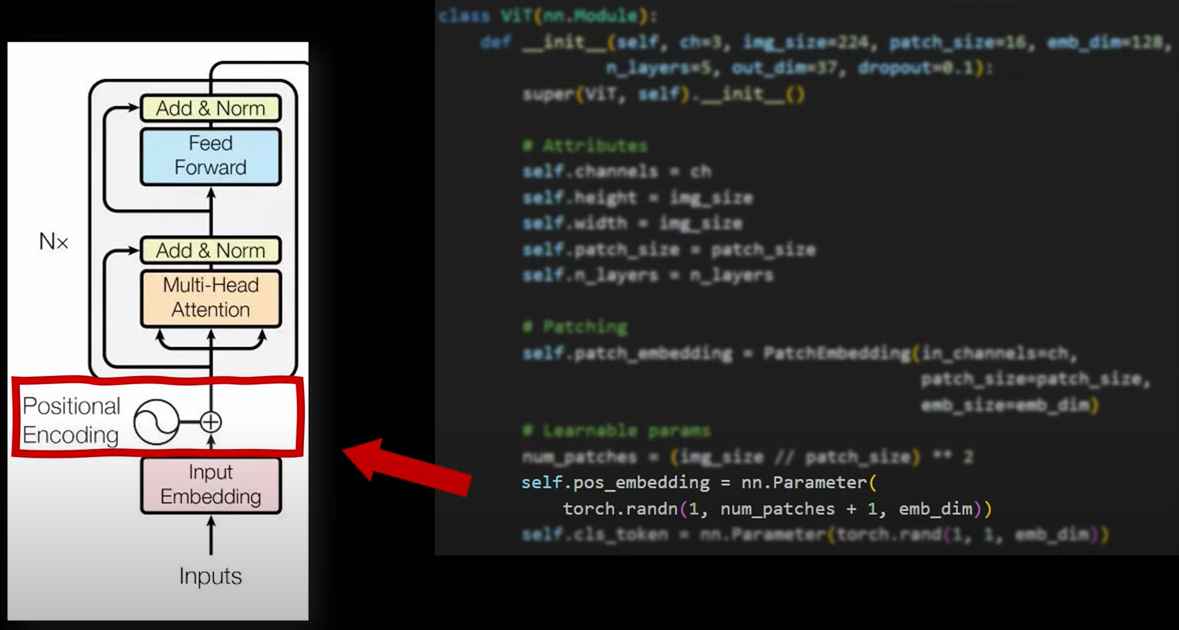 Add & Norm
Feed
Forward
Nx
Add & Norm
Multi-Head
Attention
Positional
Encoding
Input
Embedding
Inputs
class ViT(nn.Module):
def __init__(self, ch=3, img_size=224, patch_size=16, emb_dim=128,
n_layers=5, out_dim=37, dropout=0.1):
super(ViT, self).__init__()
# Attributes
self.channels = ch
self.height = img_size
self.width = img_size
self.patch_size = patch_size
self.n_layers = n_layers
# Patching
self.patch_embedding = PatchEmbedding(in_channels=ch,
patch_size=patch_size,
emb_size=emb_dim)
# Learnable params
num_patches = (img_size // patch_size) ** 2
self.pos_embedding = nn.Parameter(
torch.randn(1, num_patches + 1, emb_dim))
self.cls_token = nn.Parameter(torch.rand(1, 1, emb_dim))